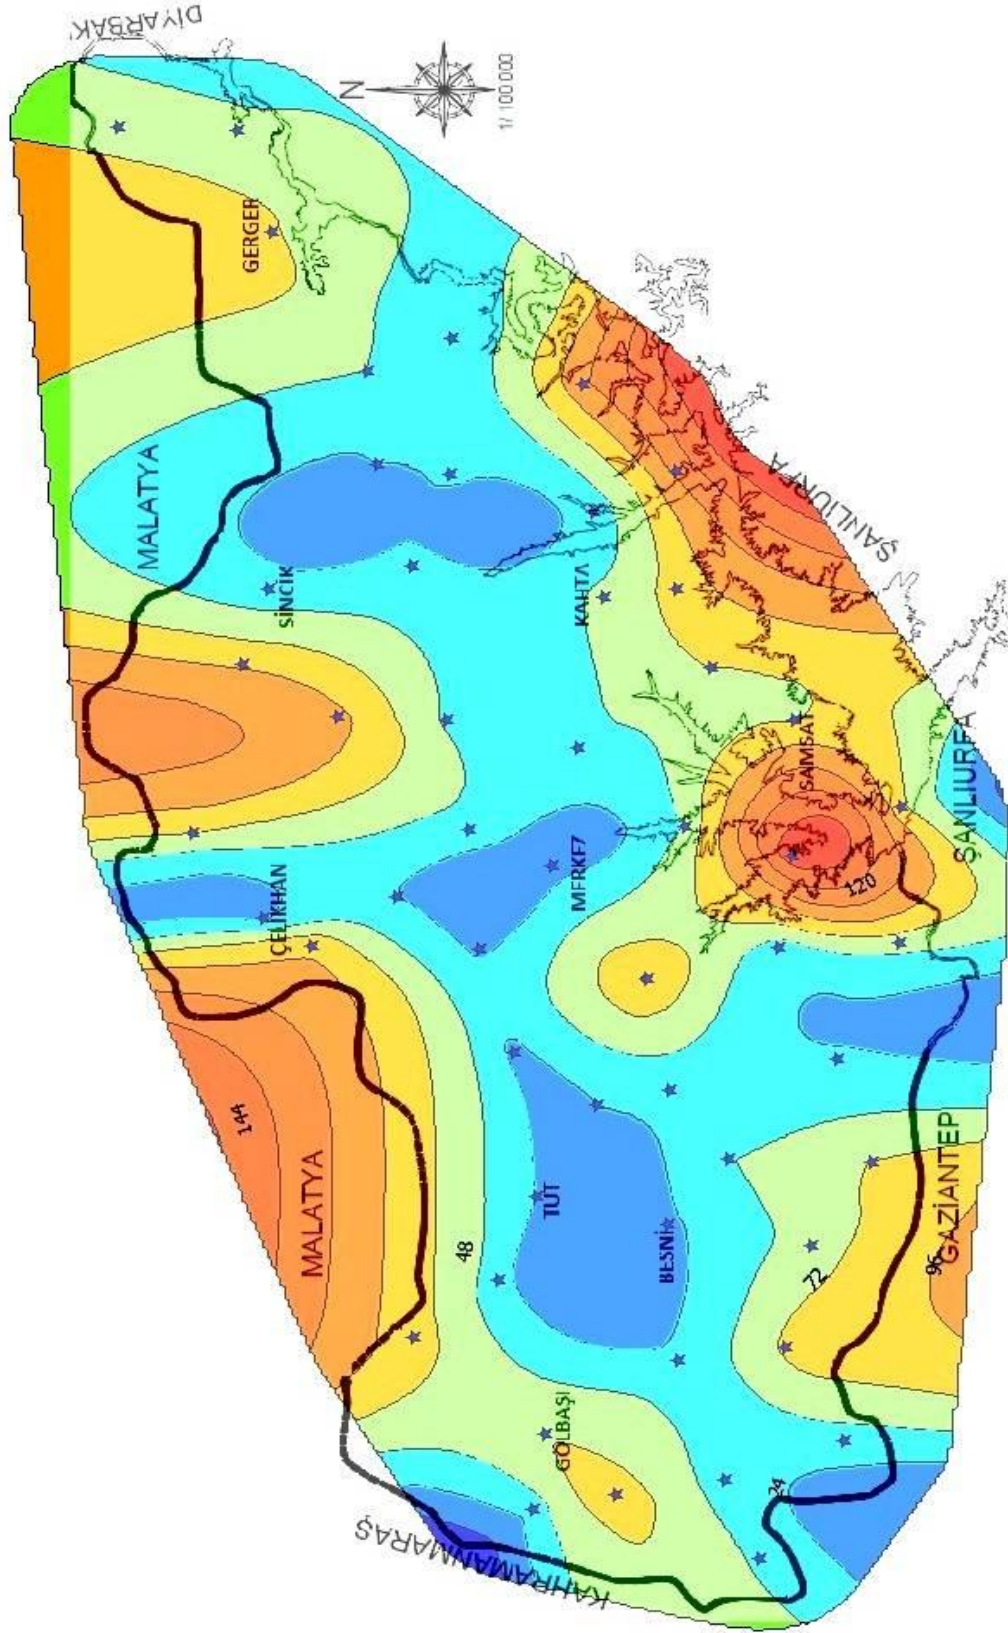 DİYARBAK
N
1/ 100 000
GERGER
MALATYA
SİNCİK
KAHTA
ŞANLIURFA
SAMSAT
ŞANLIURFA
ÇELİKHAN
MERKEZ
120
144
MALATYA
48
TUT
BESNİ
72
96
GAZİANTEP
GÖLBAŞI
24
KAHRAMANMARAŞ